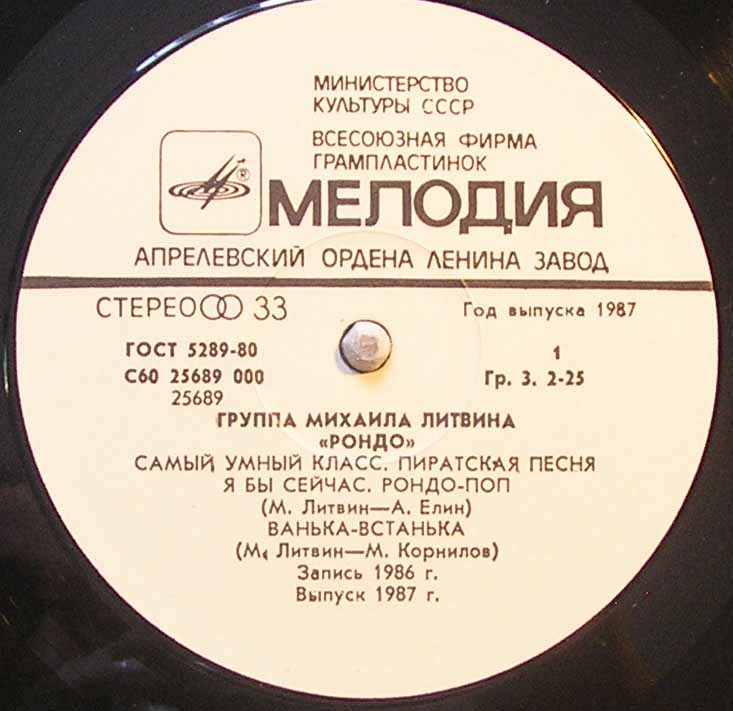 МИНИСТЕРСТВО
КУЛЬТУРЫ СССР
ВСЕСОЮЗНАЯ ФИРМА
ГРАМПЛАСТИНОК
®
МЕЛОДИЯ
АПРЕЛЕВСКИЙ ОРДЕНА ЛЕНИНА ЗАВОД
СТЕРЕО 33
Год выпуска 1987
ГОСТ 5289-80
1
С60 25689 000
Гр. 3. 2-25
25689
ГРУППА МИХАИЛА ЛИТВИНА
«РОНДО»
САМЫЙ УМНЫЙ КЛАСС. ПИРАТСКАЯ ПЕСНЯ
Я БЫ СЕЙЧАС. РОНДО-ПОП
(М. Литвин—А. Елин)
ВАНЬКА-ВСТАНЬКА
(М. Литвин—М. Корнилов)
Запись 1986 г.
Выпуск 1987 г.